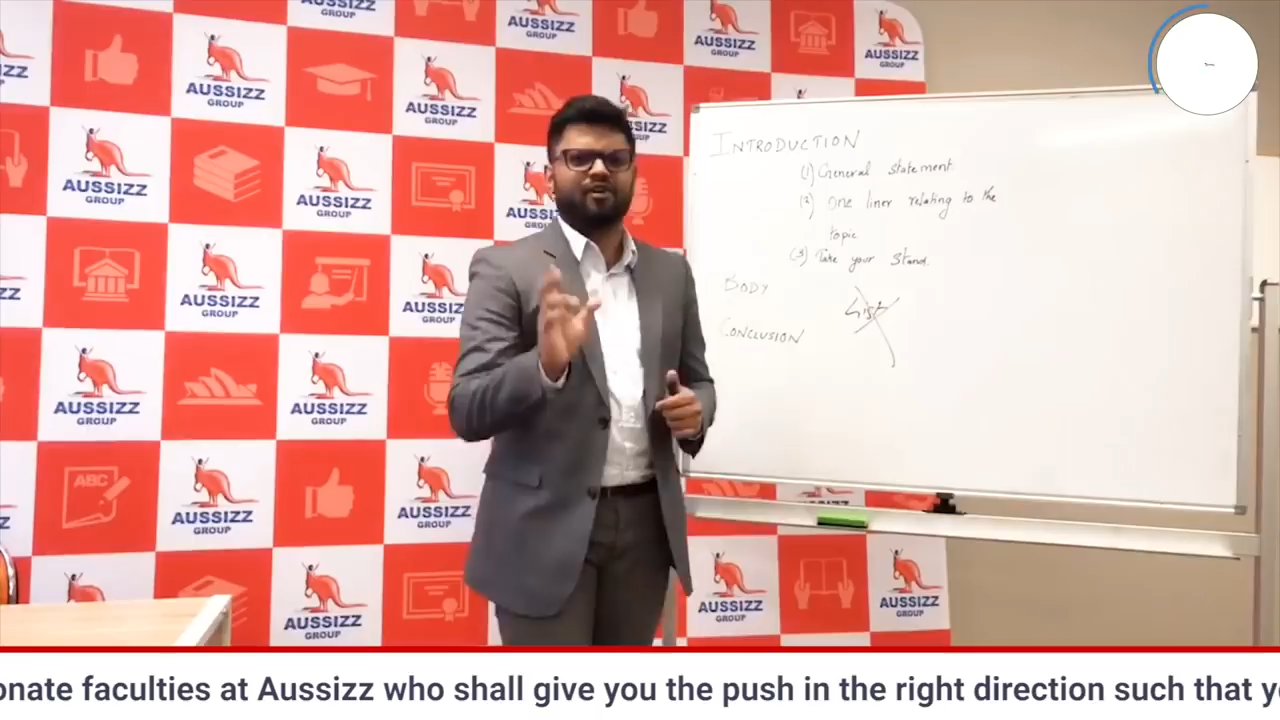 AUSSIZZ GROUP
INTRODUCTION
(1) General statement.
(2) One liner relating to the
topic
(3) Take your Stand.
BODY
CONCLUSION
ABC
onate faculties at Aussizz who shall give you the push in the right direction such that y